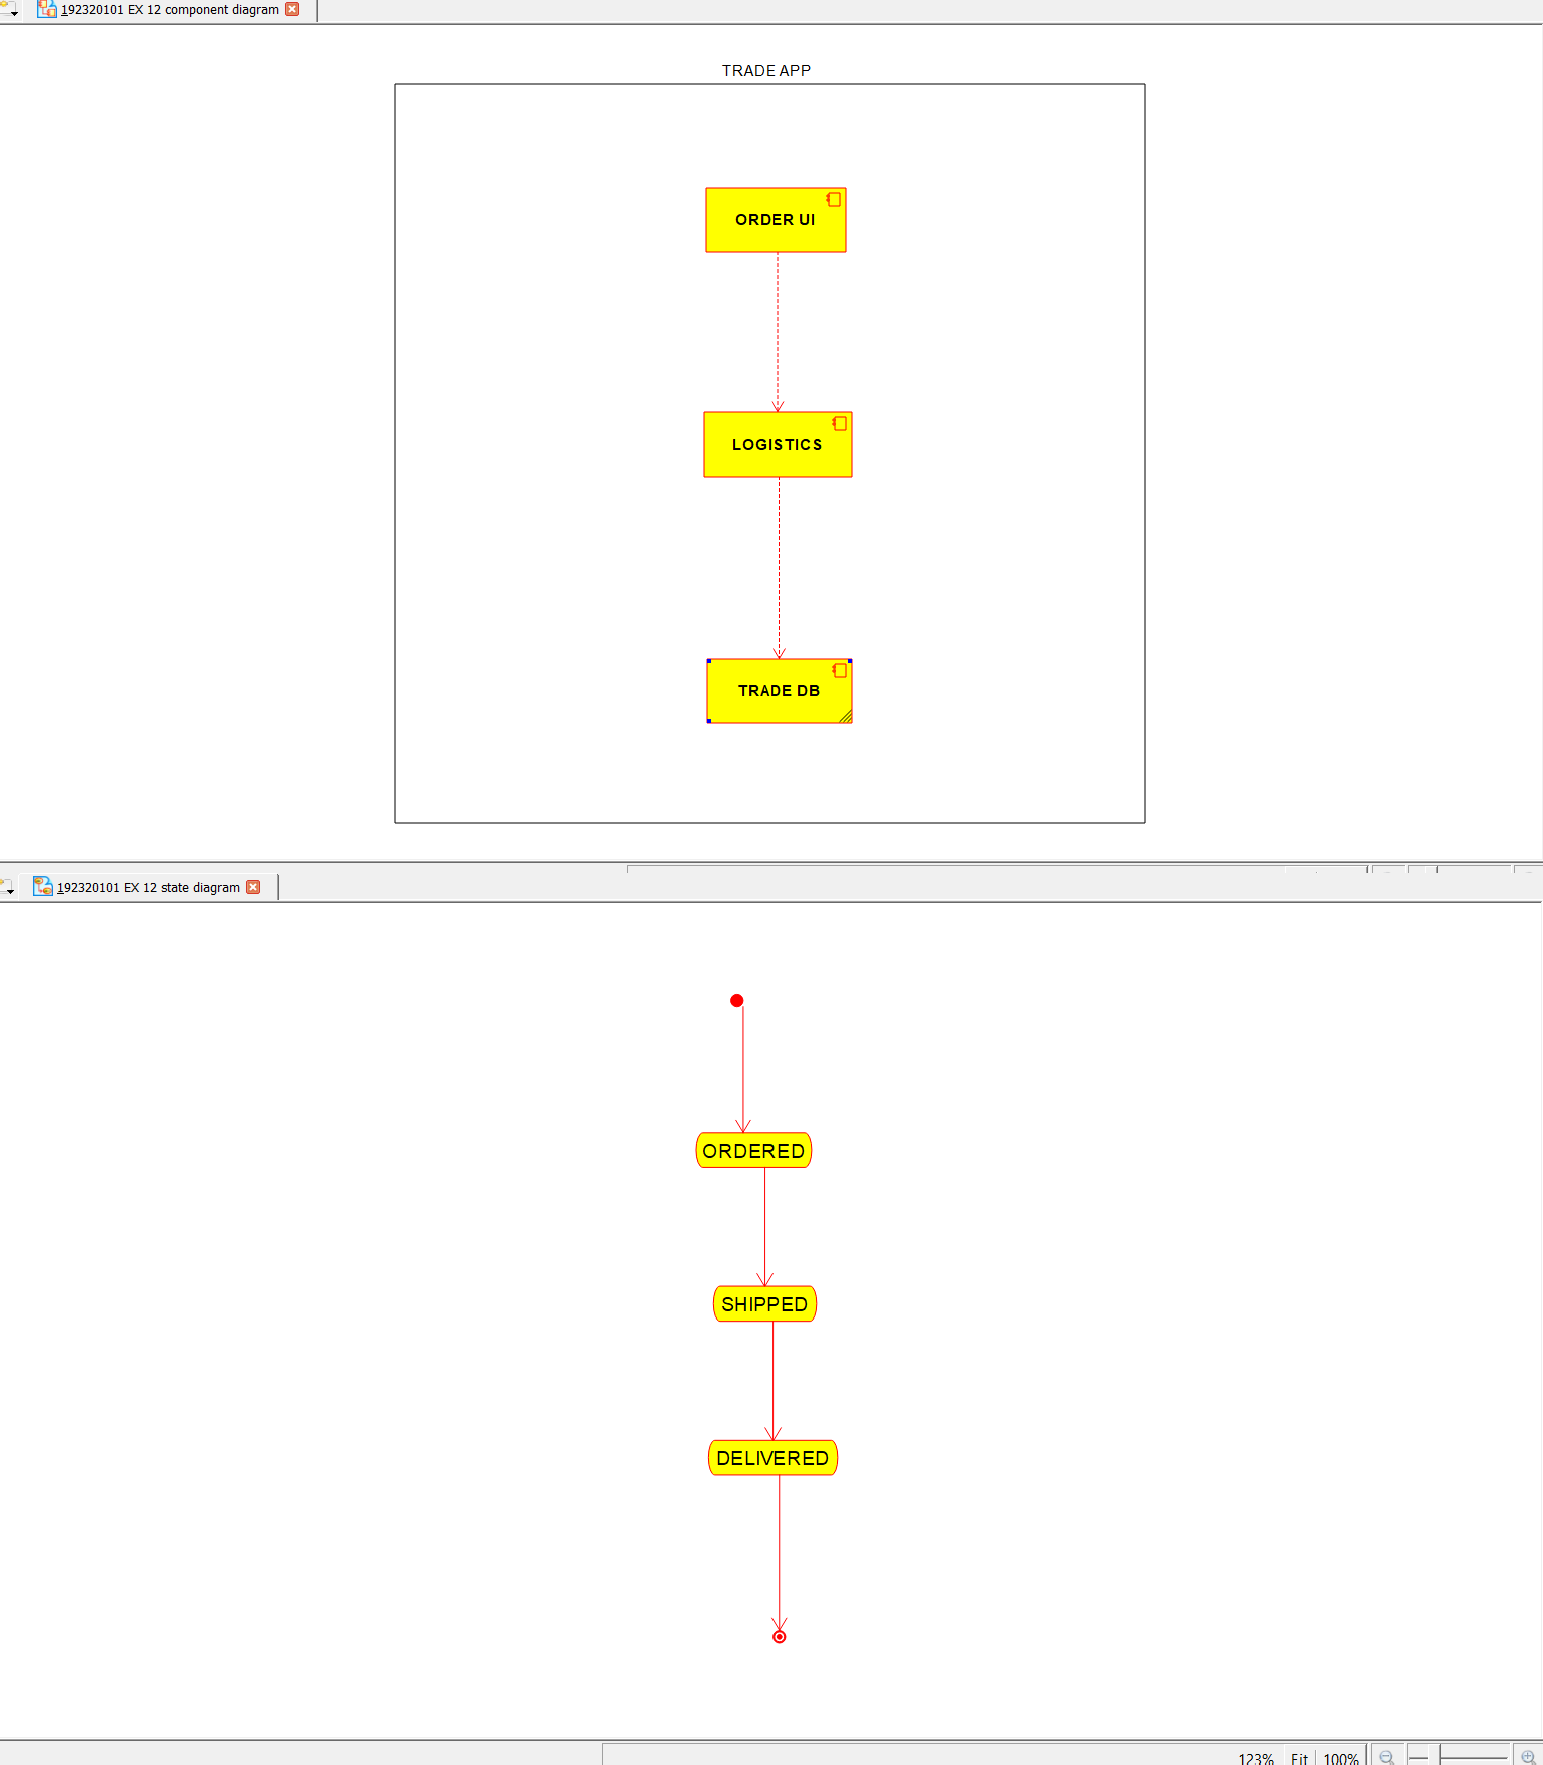 192320101 EX 12 component diagram
TRADE APP
ORDER UI
LOGISTICS
TRADE DB
192320101 EX 12 state diagram
ORDERED
SHIPPED
DELIVERED
123% Fit 100%